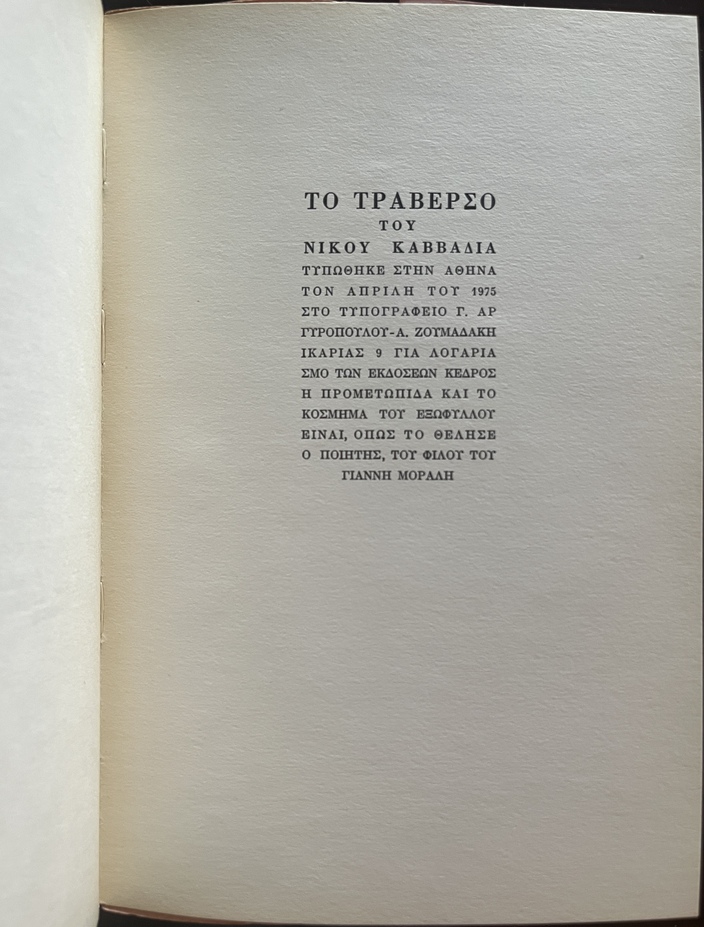 ΤΟ ΤΡΑΒΕΡΣΟ
ΤΟΥ
ΝΙΚΟΥ ΚΑΒΒΑΔΙΑ
ΤΥΠΩΘΗΚΕ ΣΤΗΝ ΑΘΗΝΑ
ΤΟΝ ΑΠΡΙΛΗ ΤΟΥ 1975
ΣΤΟ ΤΥΠΟΓΡΑΦΕΙΟ Γ. ΑΡ
ΓΥΡΟΠΟΥΛΟΥ-Α. ΖΟΥΜΑΔΑΚΗ
ΙΚΑΡΙΑΣ 9 ΓΙΑ ΛΟΓΑΡΙΑ
ΣΜΟ ΤΩΝ ΕΚΔΟΣΕΩΝ ΚΕΔΡΟΣ
Η ΠΡΟΜΕΤΩΠΙΔΑ ΚΑΙ ΤΟ
ΚΟΣΜΗΜΑ ΤΟΥ ΕΞΩΦΥΛΛΟΥ
ΕΙΝΑΙ, ΟΠΩΣ ΤΟ ΘΕΛΗΣΕ
Ο ΠΟΙΗΤΗΣ, ΤΟΥ ΦΙΛΟΥ ΤΟΥ
ΓΙΑΝΝΗ ΜΟΡΑΛΗ